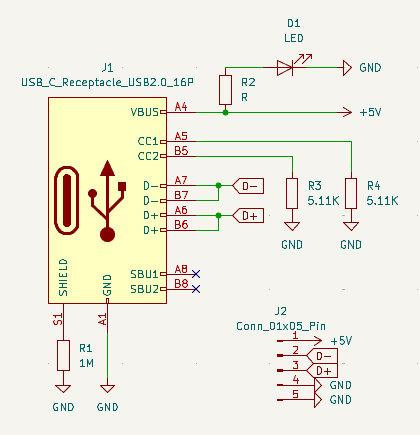 D1
LED
GND
J1
USB_C_Receptacle_USB2.0_16P
R2
R
VBUS
A4
+5V
CC1
A5
CC2
B5
D-
A7
D-
D-
B7
D+
A6
D+
D+
B6
R3
5.11K
R4
5.11K
GND
GND
SBU1
A8
SBU2
B8
SHIELD
GND
S1
A1
R1
1M
GND
GND
J2
Conn_01x05_Pin
1
+5V
2
D-
3
D+
4
GND
5
GND